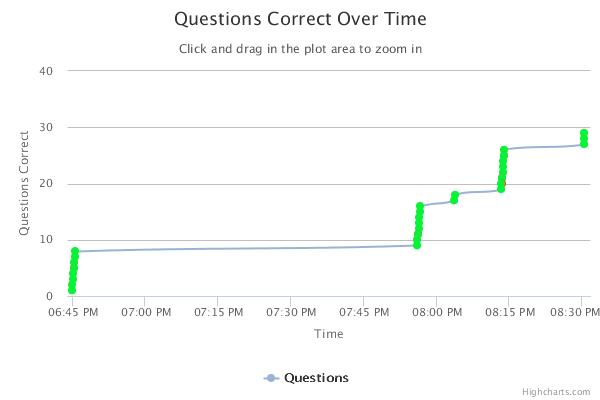 Questions Correct Over Time
Click and drag in the plot area to zoom in
Questions Correct
40
30
20
10
0
06:45 PM 07:00 PM 07:15 PM 07:30 PM 07:45 PM 08:00 PM 08:15 PM 08:30 PM
Time
Questions
Highcharts.com